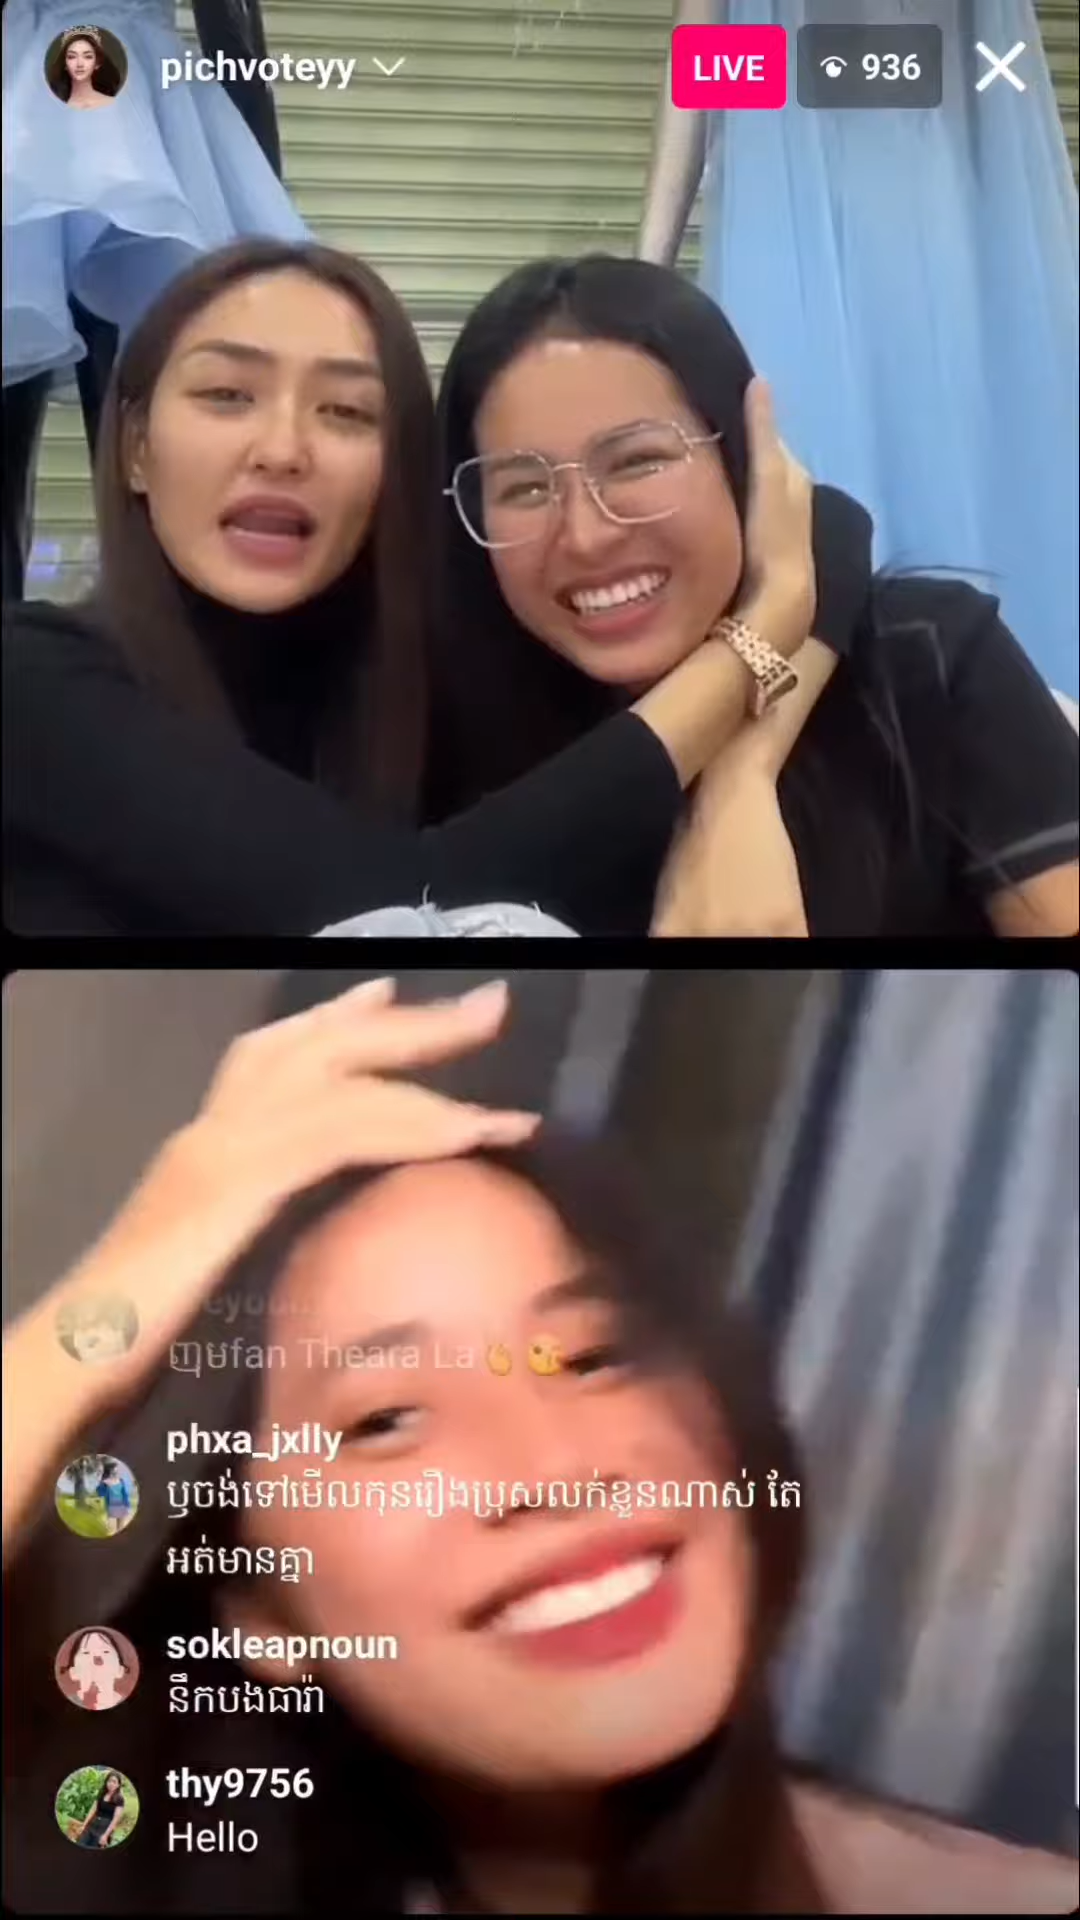 pichvoteyy
LIVE
936
ញុមfan Theara La
phxa_jxlly
ឫចង់ទៅមើលកុនរឿងប្រុសលក់ខ្លួនណាស់ តែ
អត់មានគ្នា
sokleapnoun
នឹកបងធារ៉ា
thy9756
Hello